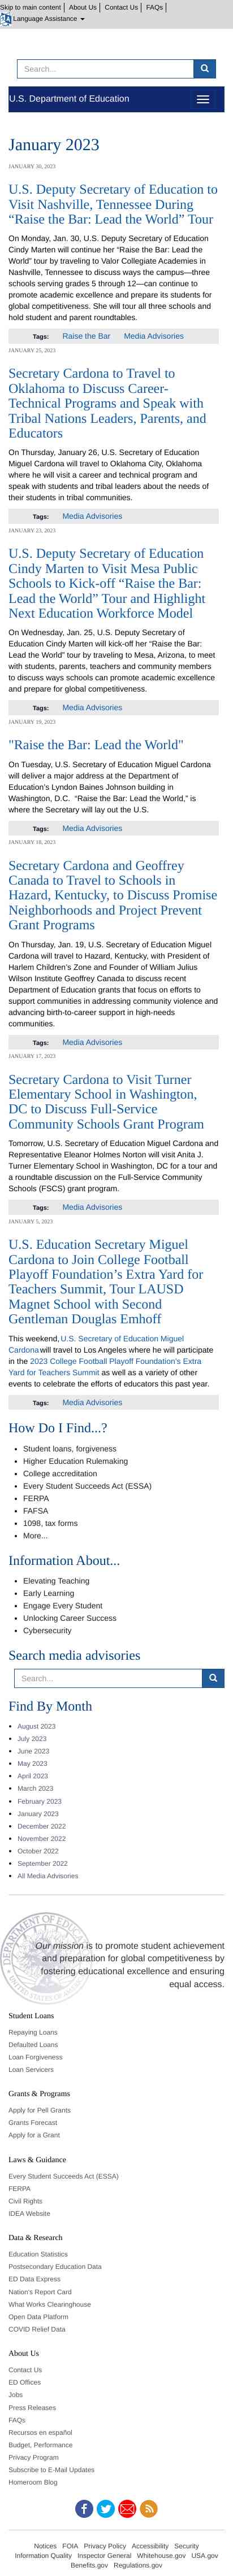 Skip to main content | About Us | Contact Us | FAQs |
Language Assistance
Search...
U.S. Department of Education
January 2023
JANUARY 30, 2023
U.S. Deputy Secretary of Education to
Visit Nashville, Tennessee During
“Raise the Bar: Lead the World” Tour
On Monday, Jan. 30, U.S. Deputy Secretary of Education
Cindy Marten will continue her “Raise the Bar: Lead the
World” tour by traveling to Valor Collegiate Academies in
Nashville, Tennessee to discuss ways the campus—three
schools serving grades 5 through 12—can continue to
promote academic excellence and prepare its students for
global competitiveness. She will tour all three schools and
hold student and parent roundtables.
Tags: Raise the Bar Media Advisories
JANUARY 25, 2023
Secretary Cardona to Travel to
Oklahoma to Discuss Career-
Technical Programs and Speak with
Tribal Nations Leaders, Parents, and
Educators
On Thursday, January 26, U.S. Secretary of Education
Miguel Cardona will travel to Oklahoma City, Oklahoma
where he will visit a career and technical campus and
speak with students and tribal leaders about the needs of
their students in tribal communities.
Tags: Media Advisories
JANUARY 23, 2023
U.S. Deputy Secretary of Education
Cindy Marten to Visit Mesa Public
Schools to Kick-off “Raise the Bar:
Lead the World” Tour and Highlight
Next Education Workforce Model
On Wednesday, Jan. 25, U.S. Deputy Secretary of
Education Cindy Marten will kick-off her “Raise the Bar:
Lead the World” tour by traveling to Mesa, Arizona, to meet
with students, parents, teachers and community members
to discuss ways schools can promote academic excellence
and prepare for global competitiveness.
Tags: Media Advisories
JANUARY 19, 2023
"Raise the Bar: Lead the World"
On Tuesday, U.S. Secretary of Education Miguel Cardona
will deliver a major address at the Department of
Education’s Lyndon Baines Johnson building in
Washington, D.C. “Raise the Bar: Lead the World,” is
where the Secretary will lay out the U.S.
Tags: Media Advisories
JANUARY 18, 2023
Secretary Cardona and Geoffrey
Canada to Travel to Schools in
Hazard, Kentucky, to Discuss Promise
Neighborhoods and Project Prevent
Grant Programs
On Thursday. Jan. 19, U.S. Secretary of Education Miguel
Cardona will travel to Hazard, Kentucky, with President of
Harlem Children’s Zone and Founder of William Julius
Wilson Institute Geoffrey Canada to discuss recent
Department of Education grants that focus on efforts to
support communities in addressing community violence and
advancing birth-to-career support in high-needs
communities.
Tags: Media Advisories
JANUARY 17, 2023
Secretary Cardona to Visit Turner
Elementary School in Washington,
DC to Discuss Full-Service
Community Schools Grant Program
Tomorrow, U.S. Secretary of Education Miguel Cardona and
Representative Eleanor Holmes Norton will visit Anita J.
Turner Elementary School in Washington, DC for a tour and
a roundtable discussion on the Full-Service Community
Schools (FSCS) grant program.
Tags: Media Advisories
JANUARY 5, 2023
U.S. Education Secretary Miguel
Cardona to Join College Football
Playoff Foundation’s Extra Yard for
Teachers Summit, Tour LAUSD
Magnet School with Second
Gentleman Douglas Emhoff
This weekend, U.S. Secretary of Education Miguel
Cardona will travel to Los Angeles where he will participate
in the 2023 College Football Playoff Foundation’s Extra
Yard for Teachers Summit as well as a variety of other
events to celebrate the efforts of educators this past year.
Tags: Media Advisories
How Do I Find...?
• Student loans, forgiveness
• Higher Education Rulemaking
• College accreditation
• Every Student Succeeds Act (ESSA)
• FERPA
• FAFSA
• 1098, tax forms
• More...
Information About...
• Elevating Teaching
• Early Learning
• Engage Every Student
• Unlocking Career Success
• Cybersecurity
Search media advisories
Search...
Find By Month
• August 2023
• July 2023
• June 2023
• May 2023
• April 2023
• March 2023
• February 2023
• January 2023
• December 2022
• November 2022
• October 2022
• September 2022
• All Media Advisories
Our mission is to promote student achievement
and preparation for global competitiveness by
fostering educational excellence and ensuring
equal access.
Student Loans
Repaying Loans
Defaulted Loans
Loan Forgiveness
Loan Servicers
Grants & Programs
Apply for Pell Grants
Grants Forecast
Apply for a Grant
Laws & Guidance
Every Student Succeeds Act (ESSA)
FERPA
Civil Rights
IDEA Website
Data & Research
Education Statistics
Postsecondary Education Data
ED Data Express
Nation's Report Card
What Works Clearinghouse
Open Data Platform
COVID Relief Data
About Us
Contact Us
ED Offices
Jobs
Press Releases
FAQs
Recursos en español
Budget, Performance
Privacy Program
Subscribe to E-Mail Updates
Homeroom Blog
Notices FOIA Privacy Policy Accessibility Security
Information Quality Inspector General Whitehouse.gov USA.gov
Benefits.gov Regulations.gov